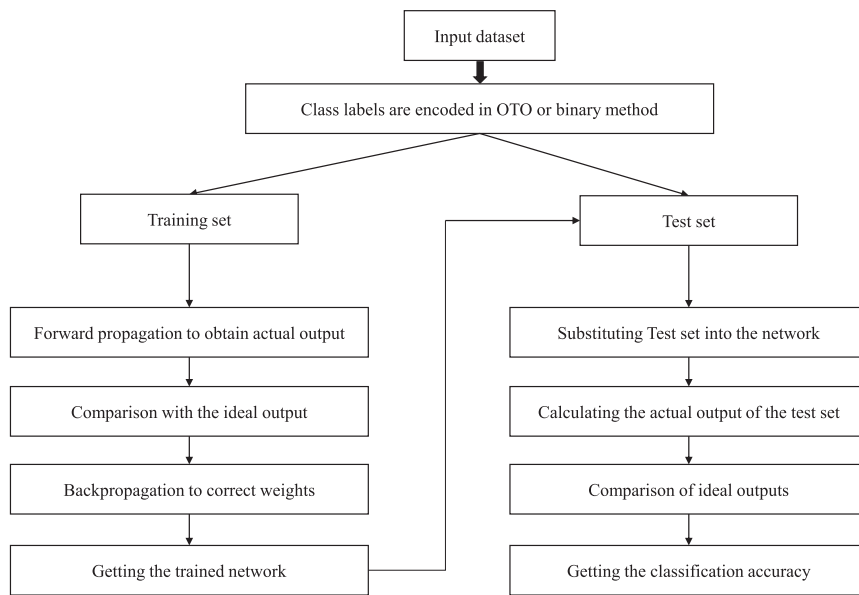 Input dataset
Class labels are encoded in OTO or binary method
Training set
Forward propagation to obtain actual output
Comparison with the ideal output
Backpropagation to correct weights
Getting the trained network
Test set
Substituting Test set into the network
Calculating the actual output of the test set
Comparison of ideal outputs
Getting the classification accuracy